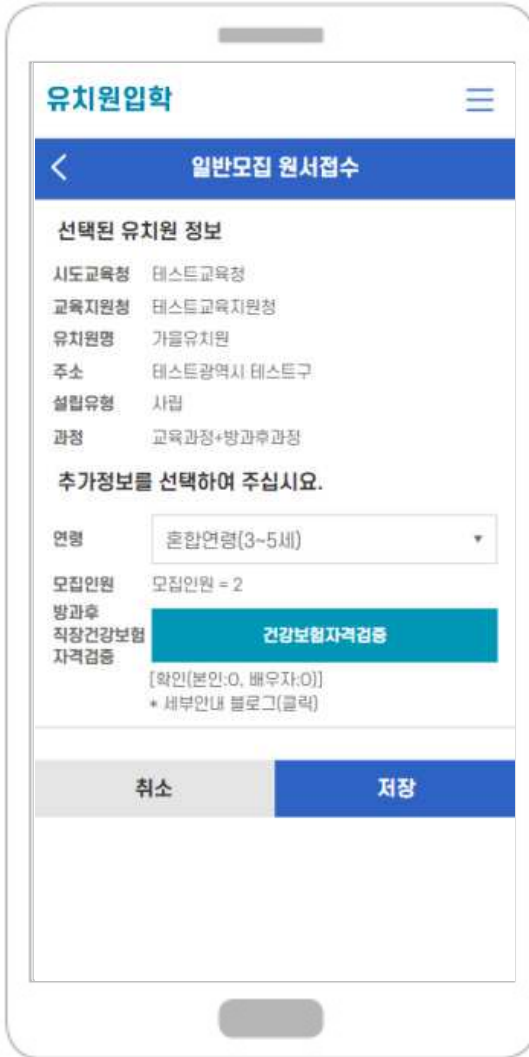 유치원입학
일반모집 원서접수
선택된 유치원 정보
시도교육청 테스트교육청
교육지원청 테스트교육지원청
유치원명 가을유치원
주소 테스트광역시 테스트구
설립유형 사립
과정 교육과정+방과후과정
추가정보를 선택하여 주십시요.
연령 혼합연령(3~5세)
모집인원 모집인원 = 2
방과후
직장건강보험
자격검증
건강보험자격검증
[확인(본인:O, 배우자:O)]
* 세부안내 블로그(클릭)
취소 저장